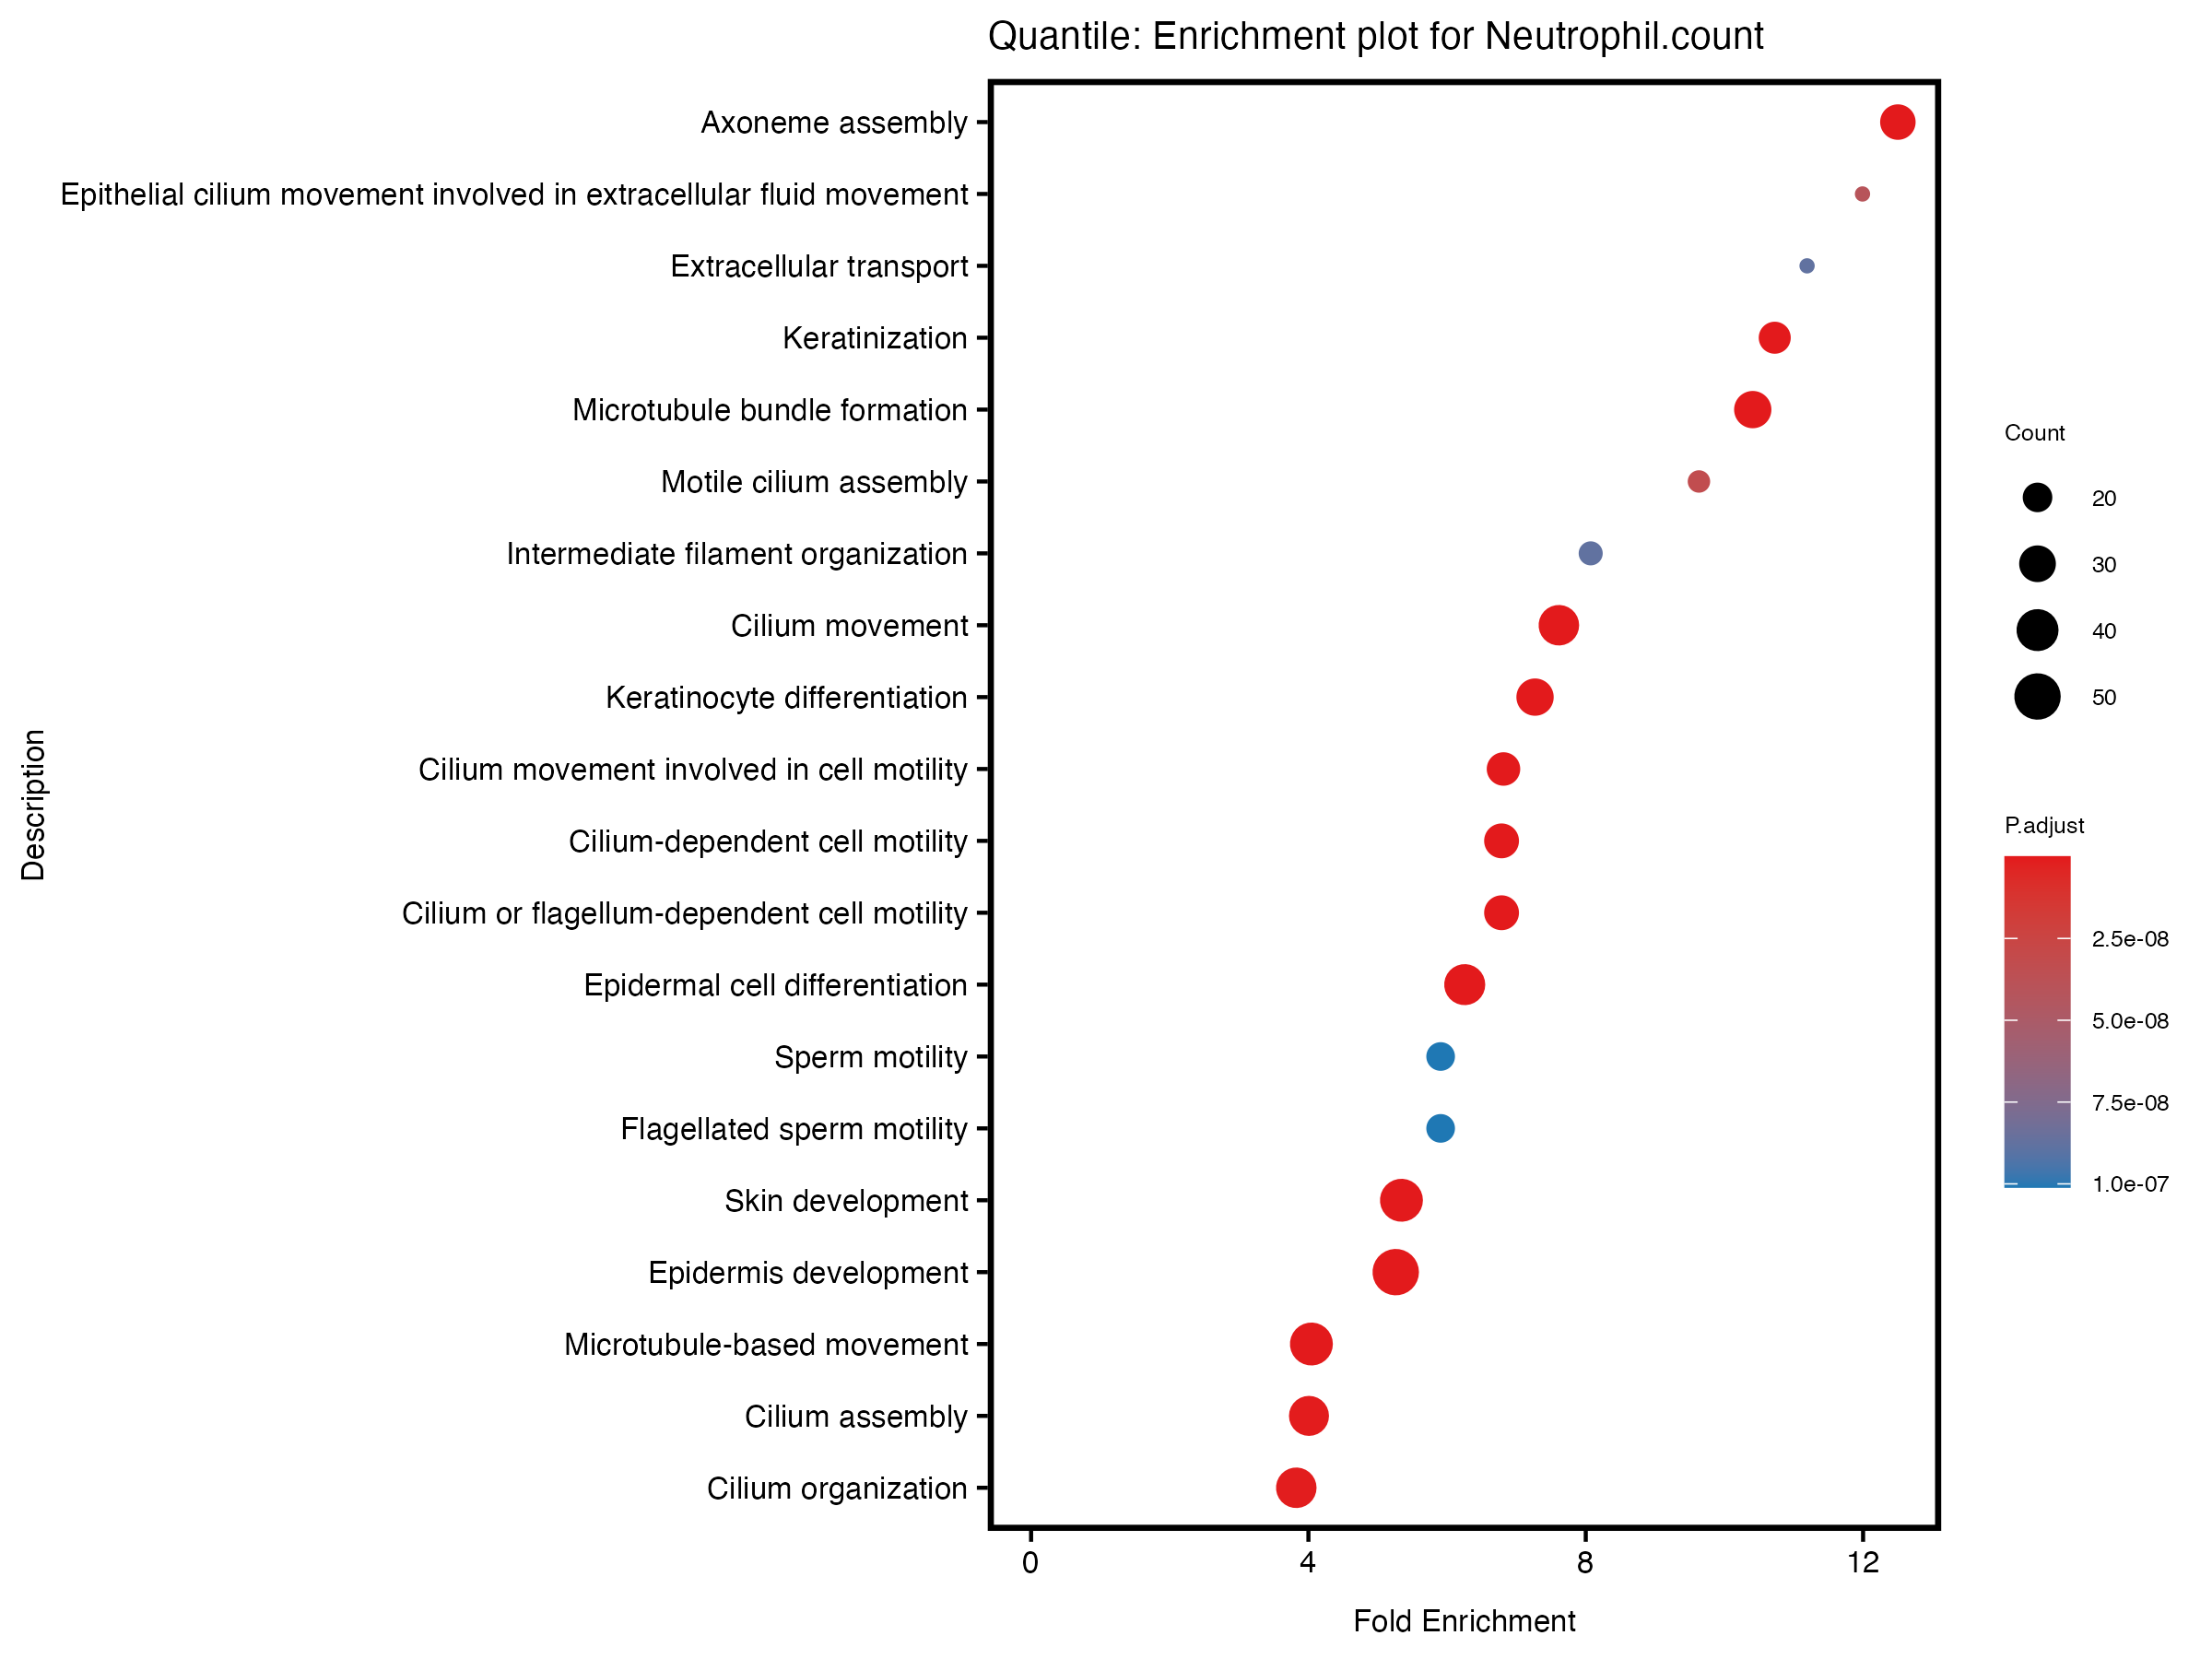 Quantile: Enrichment plot for Neutrophil.count
Axoneme assembly
Epithelial cilium movement involved in extracellular fluid movement
Extracellular transport
Keratinization
Microtubule bundle formation
Motile cilium assembly
Intermediate filament organization
Cilium movement
Keratinocyte differentiation
Cilium movement involved in cell motility
Cilium-dependent cell motility
Cilium or flagellum-dependent cell motility
Epidermal cell differentiation
Sperm motility
Flagellated sperm motility
Skin development
Epidermis development
Microtubule-based movement
Cilium assembly
Cilium organization
Description
0 4 8 12
Fold Enrichment
Count
20
30
40
50
P.adjust
2.5e-08
5.0e-08
7.5e-08
1.0e-07